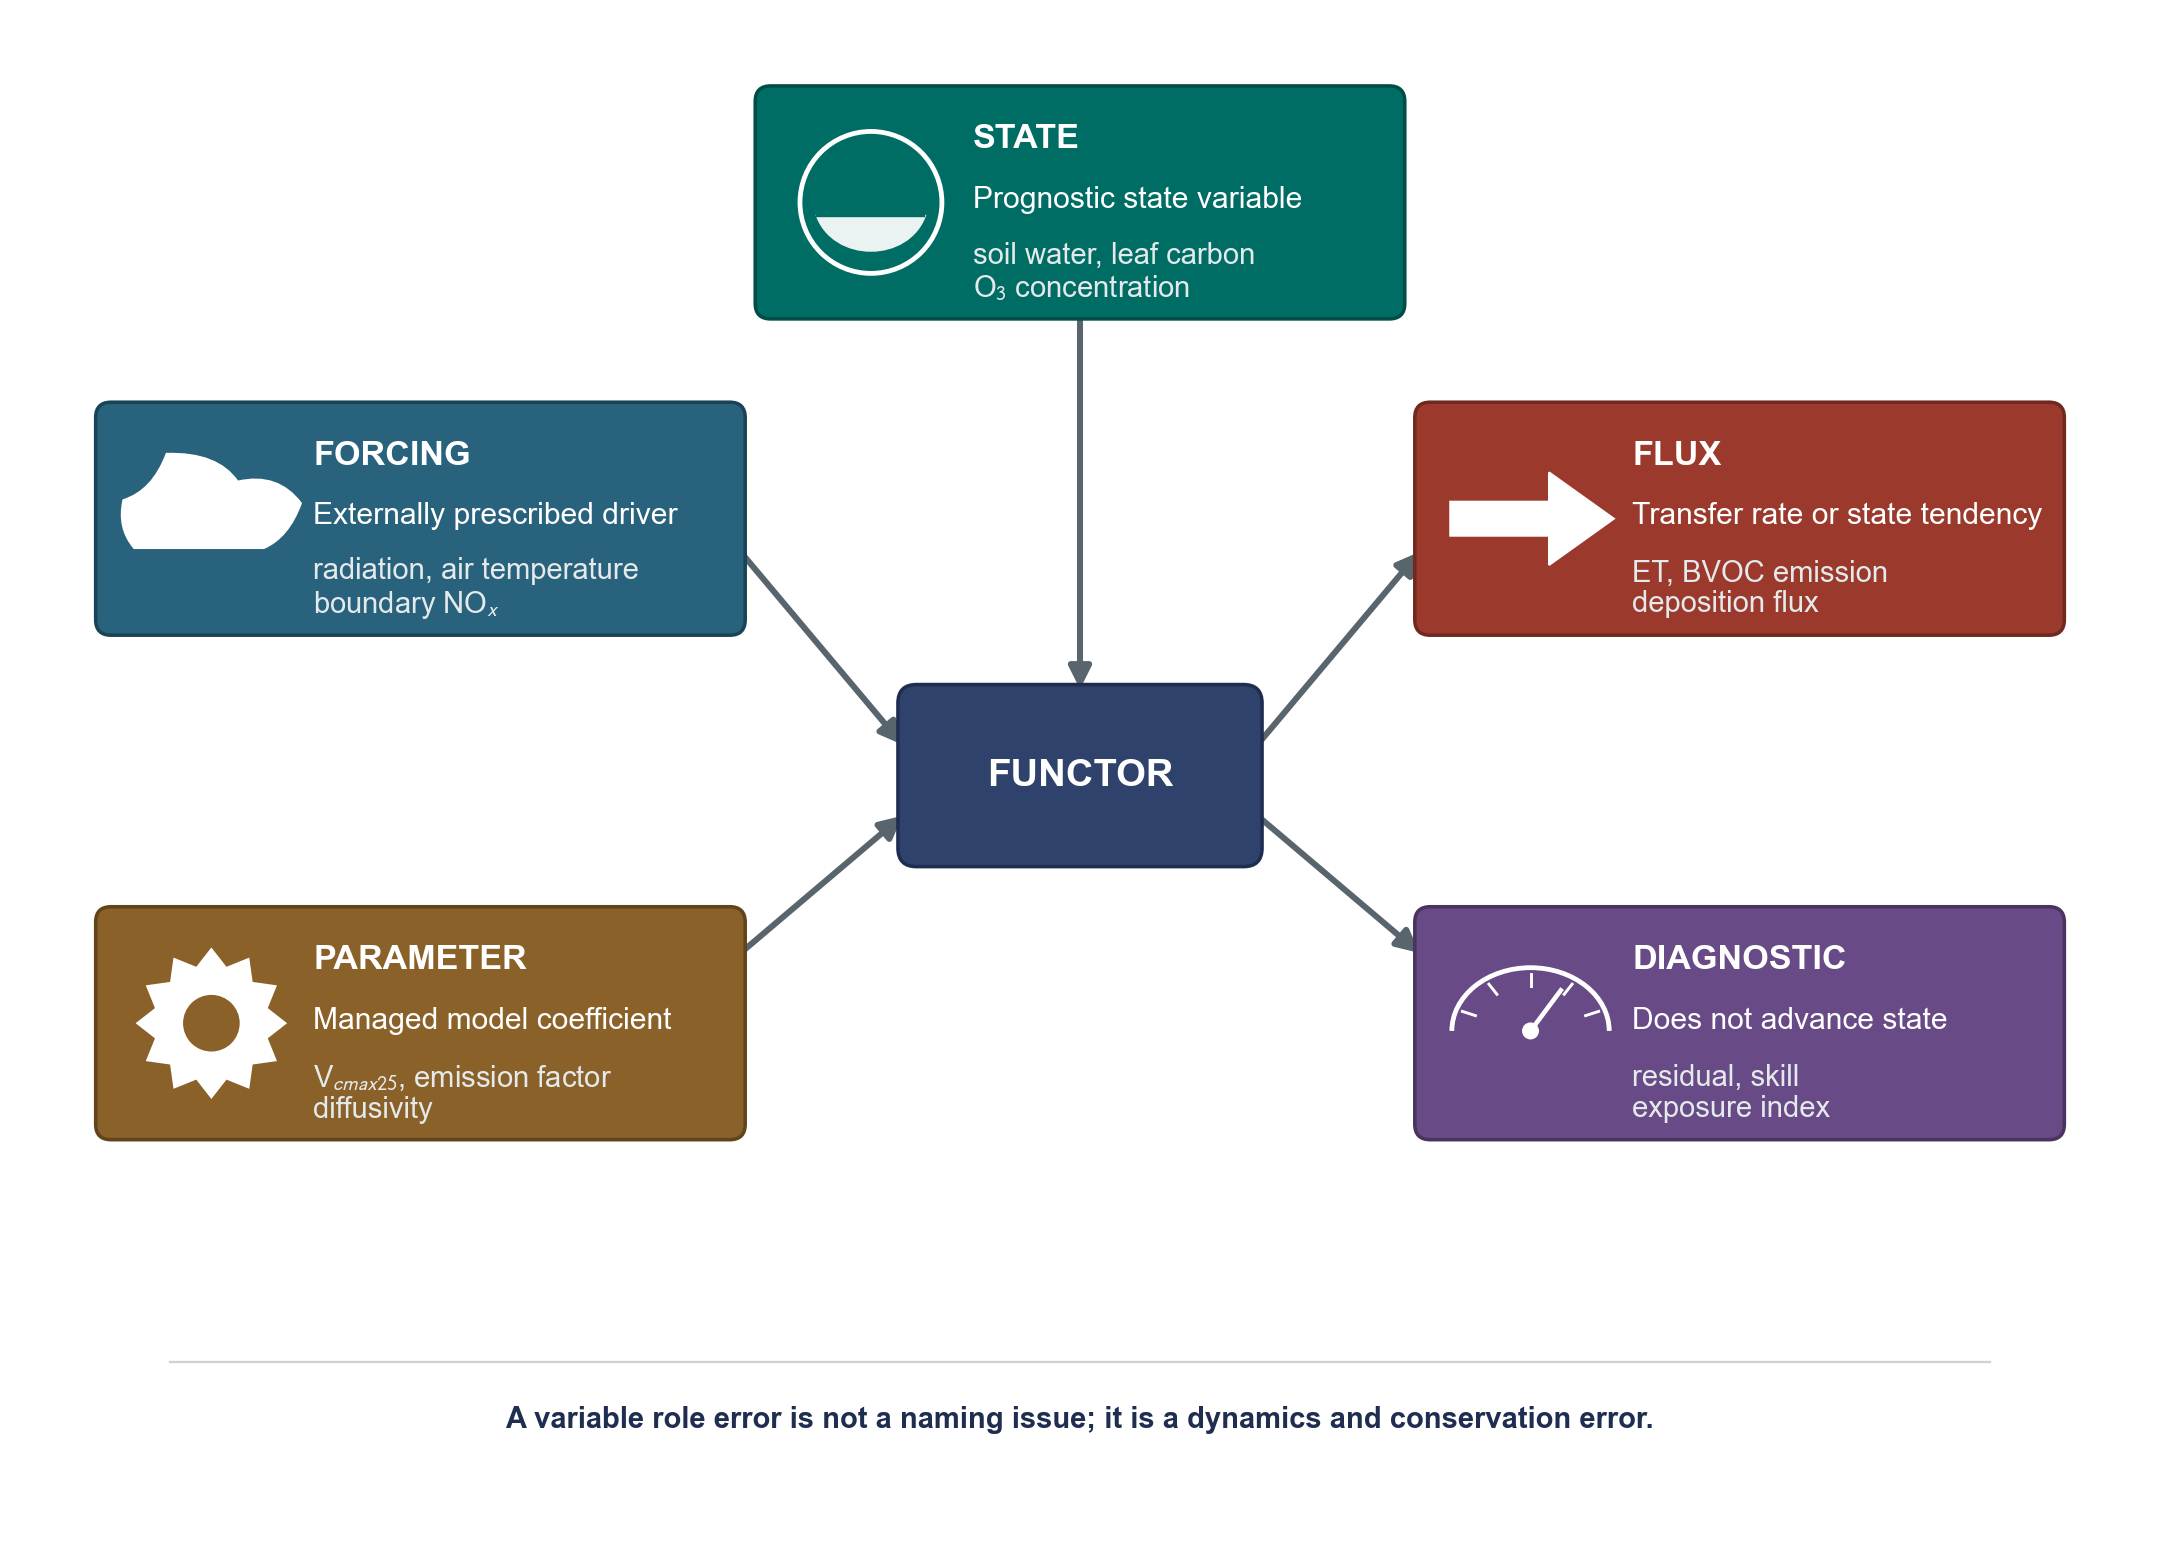 STATE
Prognostic state variable
soil water, leaf carbon
O₃ concentration
FORCING
Externally prescribed driver
radiation, air temperature
boundary NOₓ
FLUX
Transfer rate or state tendency
ET, BVOC emission
deposition flux
FUNCTOR
PARAMETER
Managed model coefficient
V_cmax25, emission factor
diffusivity
DIAGNOSTIC
Does not advance state
residual, skill
exposure index
A variable role error is not a naming issue; it is a dynamics and conservation error.